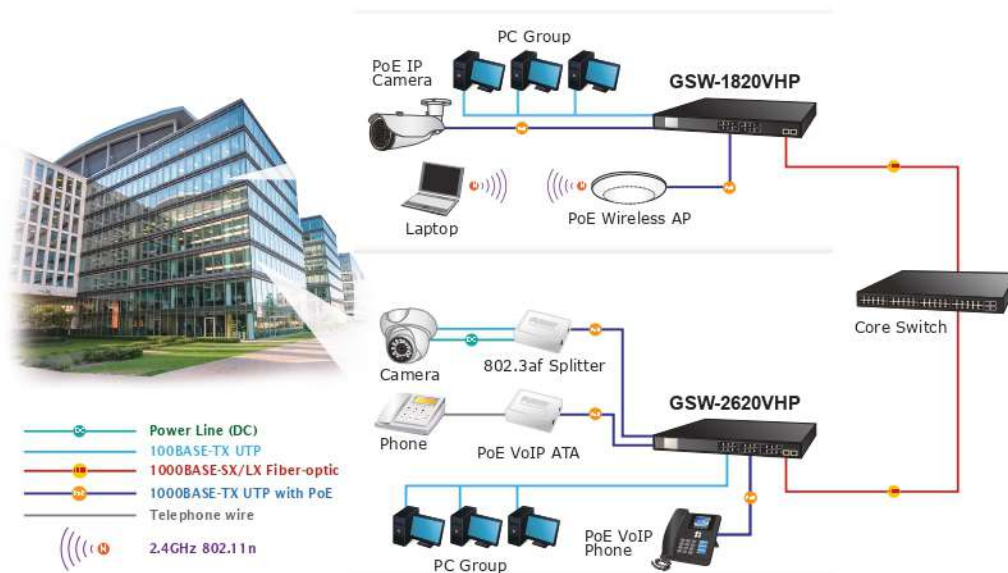 PC Group
PoE IP
Camera
GSW-1820VHP
Laptop
PoE Wireless AP
Core Switch
Camera
802.3af Splitter
GSW-2620VHP
Phone
PoE VoIP ATA
PC Group
PoE VoIP
Phone
DC
Power Line (DC)
100BASE-TX UTP
1000BASE-SX/LX Fiber-optic
1000BASE-TX UTP with PoE
Telephone wire
2.4GHz 802.11n